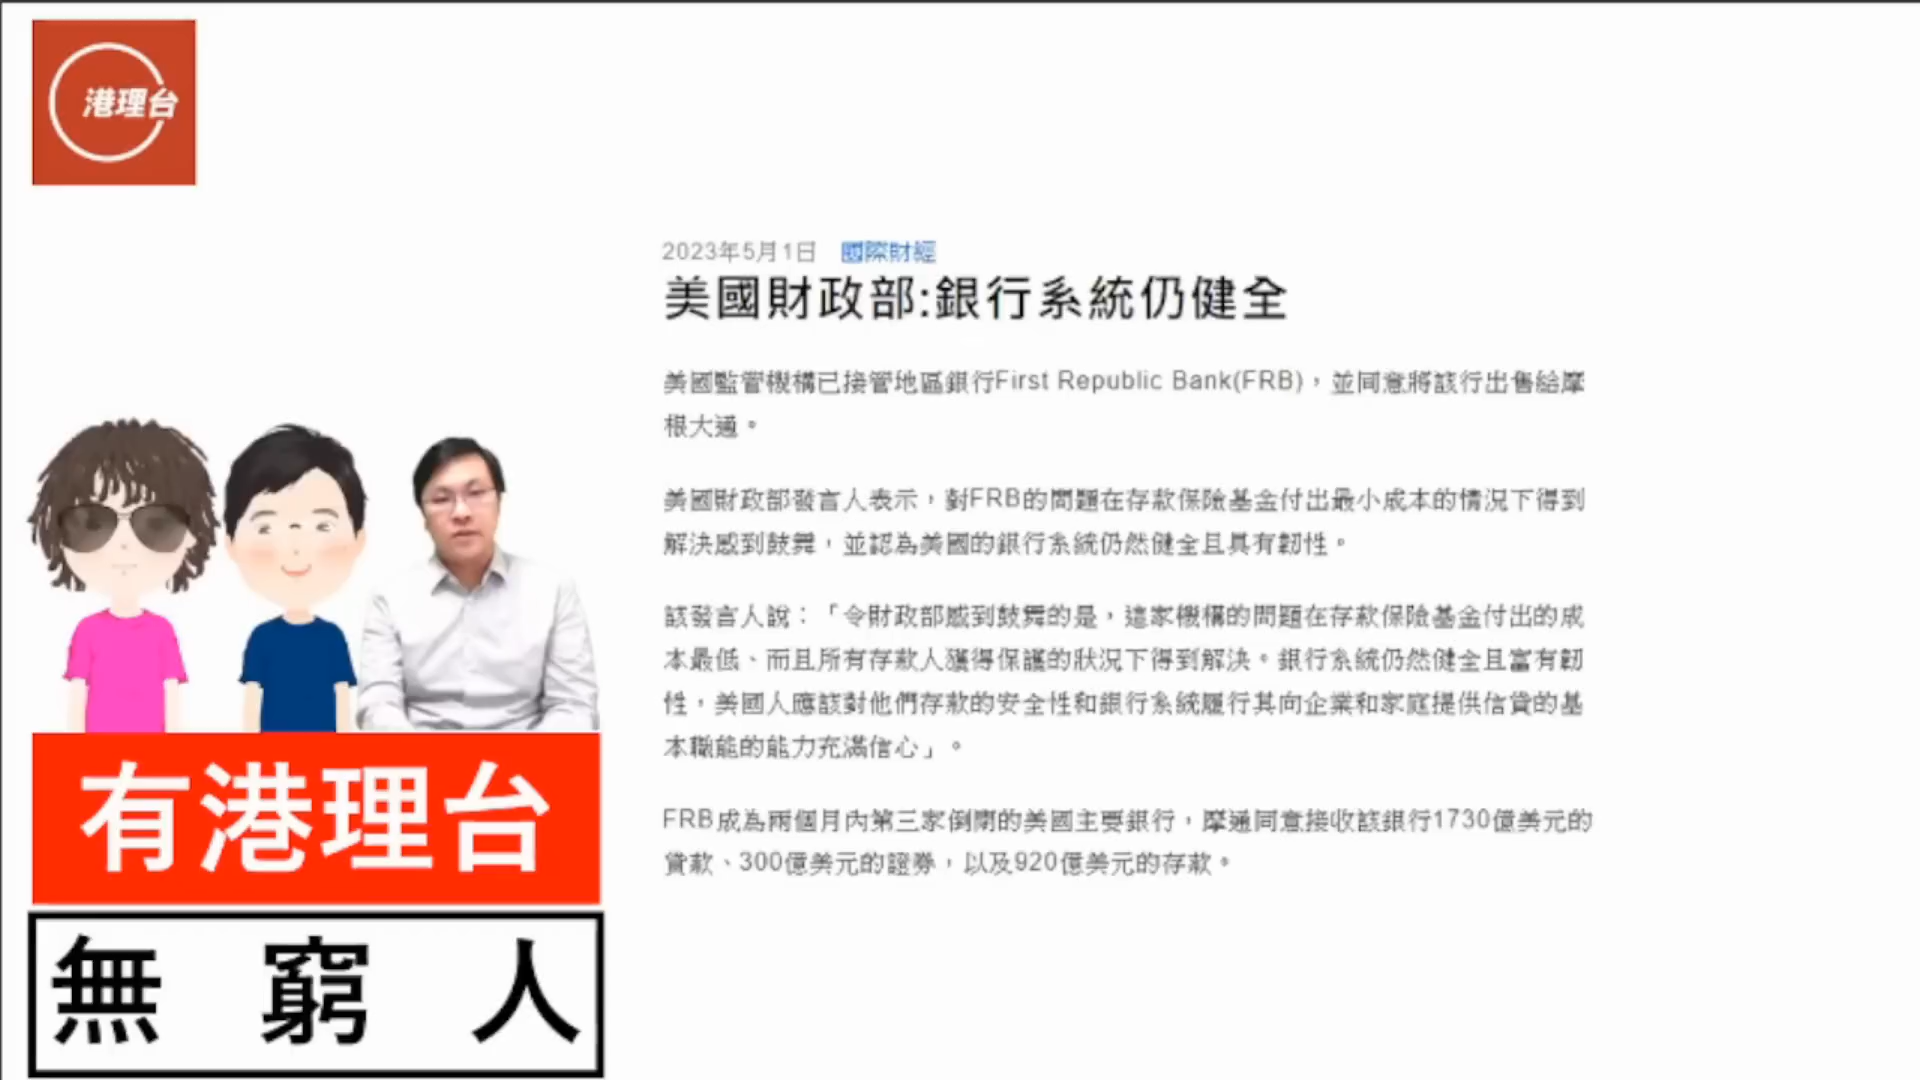 港理台
2023年5月1日 國際財經
美國財政部:銀行系統仍健全
美國監管機構已接管地區銀行First Republic Bank(FRB)，並同意將該行出售給摩
根大通。
美國財政部發言人表示，對FRB的問題在存款保險基金付出最小成本的情況下得到
解決感到鼓舞，並認為美國的銀行系統仍然健全且具有韌性。
該發言人說：「令財政部感到鼓舞的是，這家機構的問題在存款保險基金付出的成
本最低、而且所有存款人獲得保護的狀況下得到解決。銀行系統仍然健全且富有韌
性，美國人應該對他們存款的安全性和銀行系統履行其向企業和家庭提供信貸的基
本職能的能力充滿信心」。
FRB成為兩個月內第三家倒閉的美國主要銀行，摩通同意接收該銀行1730億美元的
貸款、300億美元的證券，以及920億美元的存款。
有港理台
無窮人